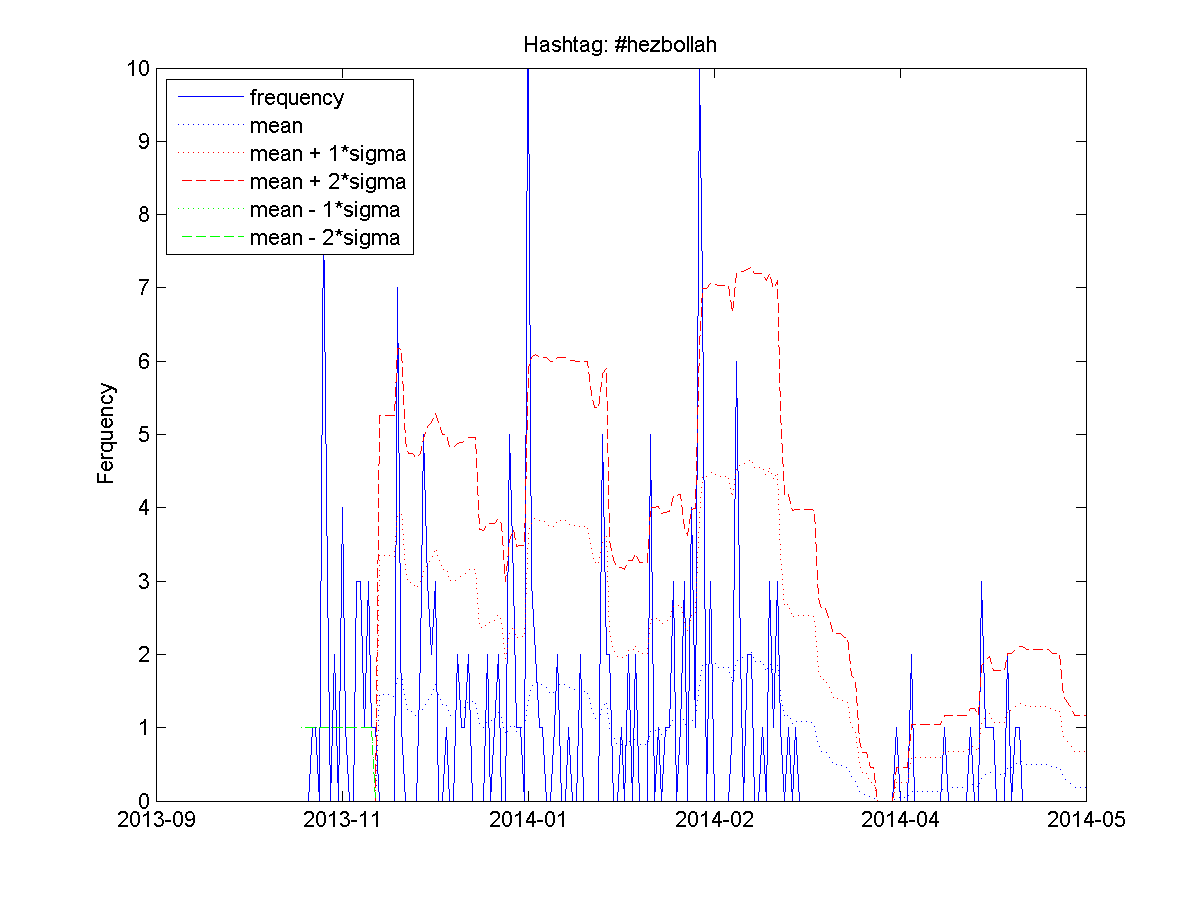 Hashtag: #hezbollah
10
9
8
7
6
5
4
3
2
1
0
Ferquency
frequency
mean
mean + 1*sigma
mean + 2*sigma
mean - 1*sigma
mean - 2*sigma
2013-09 2013-11 2014-01 2014-02 2014-04 2014-05